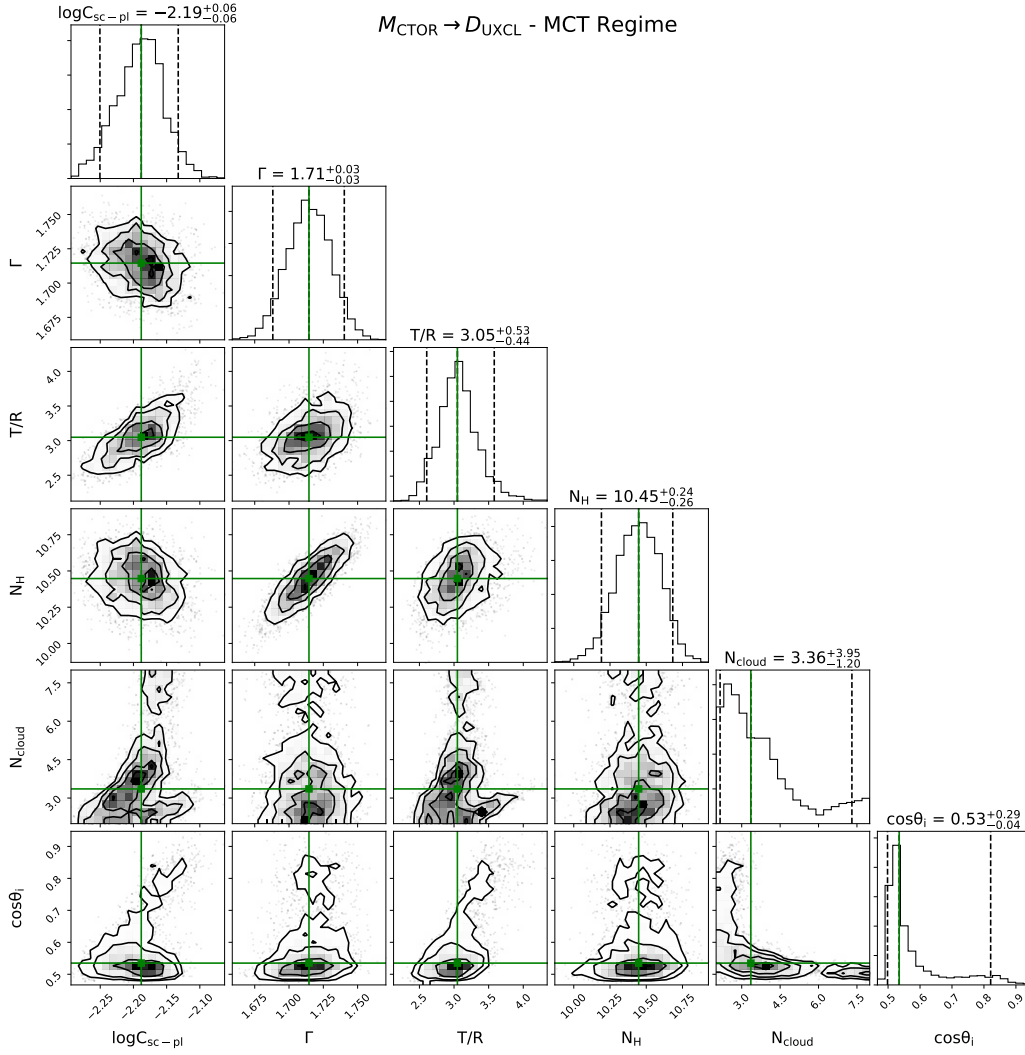 logC_sc−pl = −2.19 +0.06 −0.06
M_CTOR → D_UXCL - MCT Regime
Γ = 1.71 +0.03 −0.03
1.750
1.725
1.700
1.675
Γ
T/R = 3.05 +0.53 −0.44
4.0
3.5
3.0
2.5
T/R
N_H = 10.45 +0.24 −0.26
10.75
10.50
10.25
10.00
N_H
N_cloud = 3.36 +3.95 −1.20
7.5
6.0
4.5
3.0
N_cloud
cosθ_i = 0.53 +0.29 −0.04
0.9
0.8
0.7
0.6
0.5
cosθ_i
−2.25 −2.20 −2.15 −2.10 1.675 1.700 1.725 1.750 2.5 3.0 3.5 4.0 10.00 10.25 10.50 10.75 3.0 4.5 6.0 7.5 0.5 0.6 0.7 0.8 0.9
logC_sc−pl Γ T/R N_H N_cloud cosθ_i